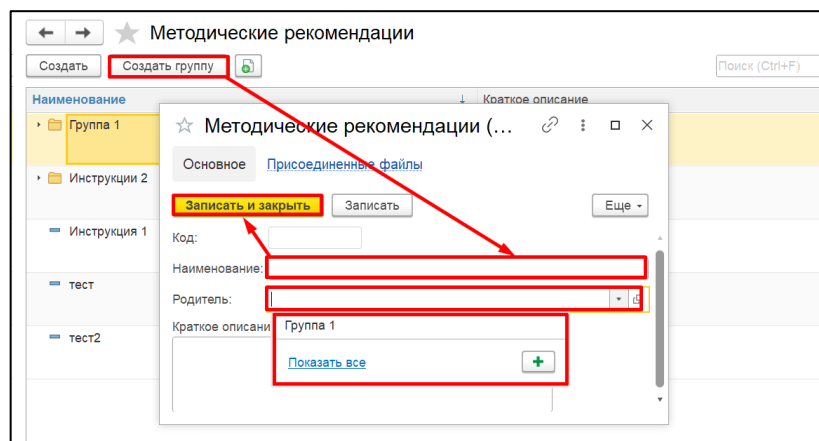 Методические рекомендации
Создать Создать группу Поиск (Ctrl+F)
Наименование ↓ Краткое описание
Группа 1
Инструкции 2
Инструкция 1
тест
тест2
Методические рекомендации (...
Основное Присоединенные файлы
Записать и закрыть Записать Еще
Код:
Наименование:
Родитель:
Краткое описани
Группа 1
Показать все